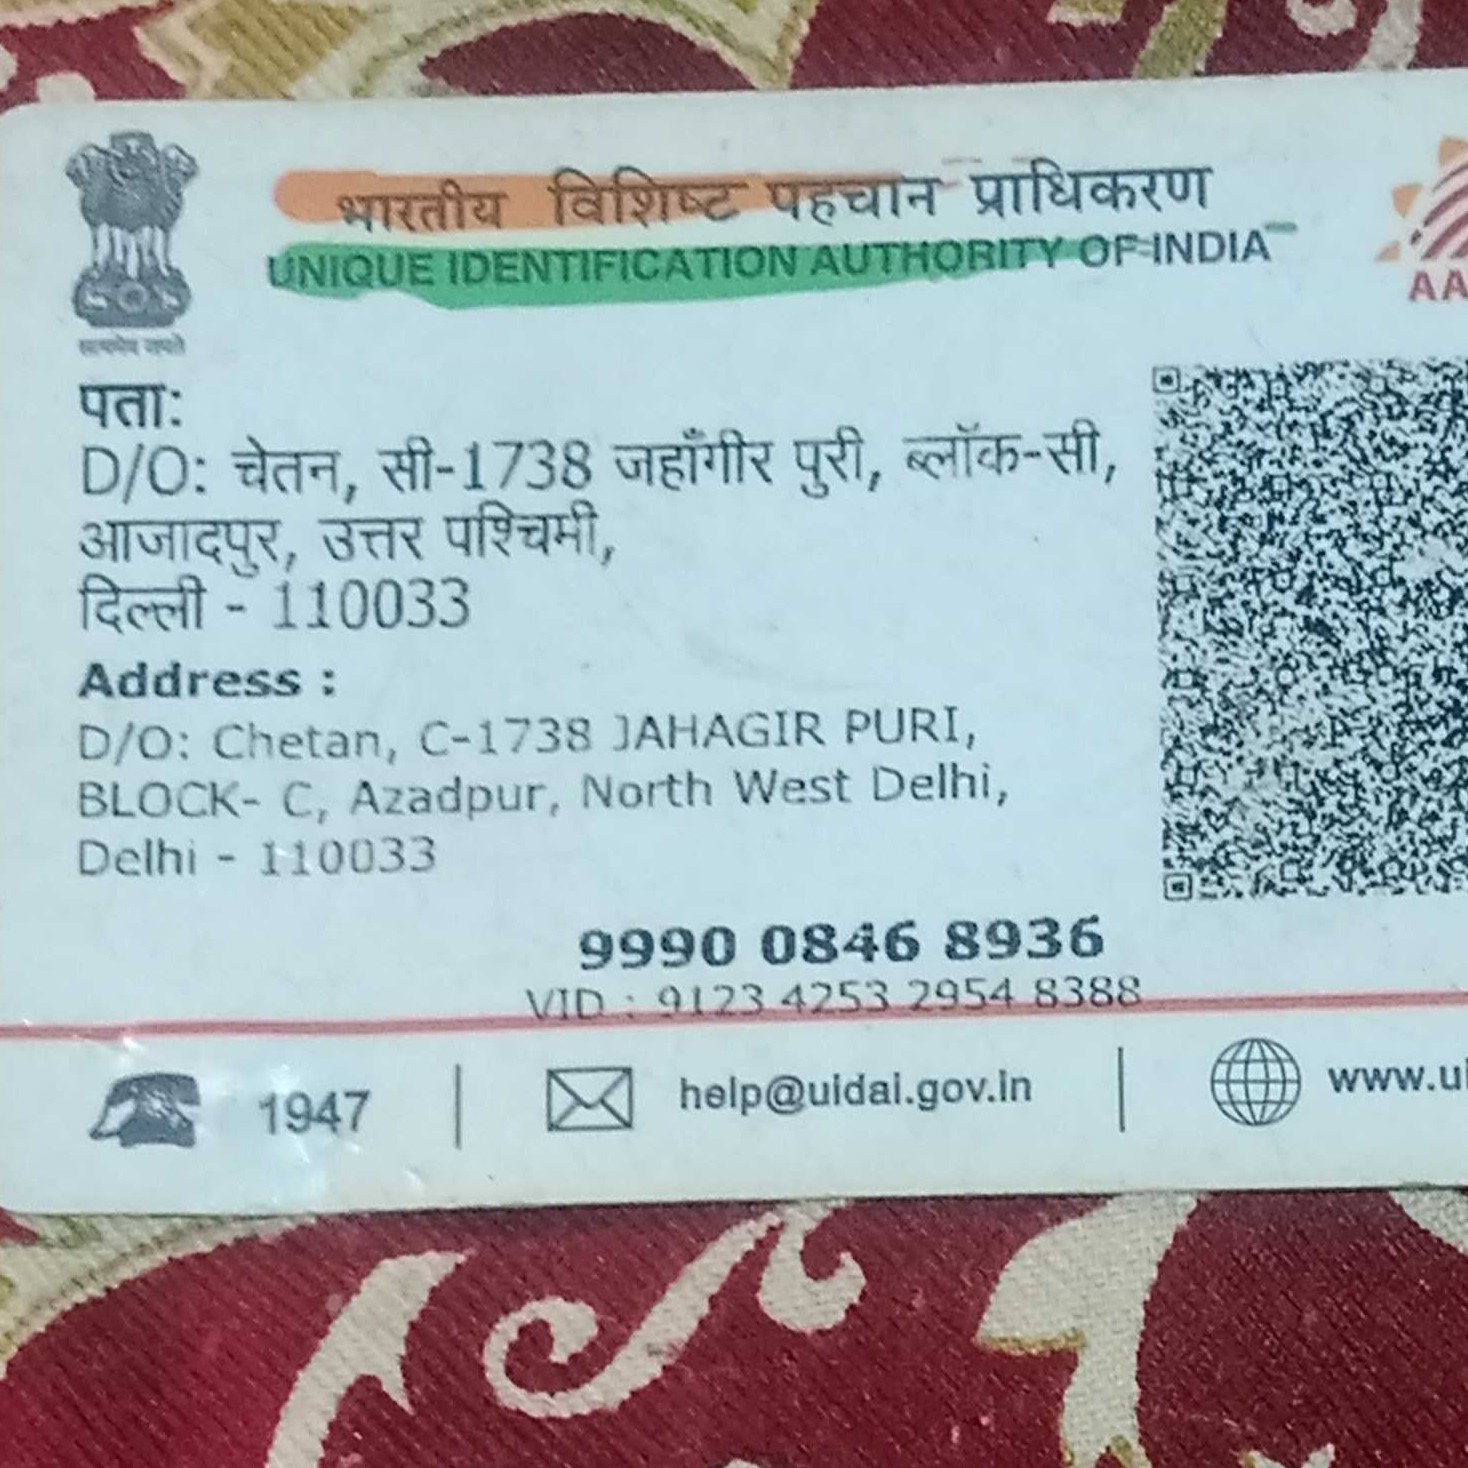 भारतीय विशिष्ट पहचान प्राधिकरण
UNIQUE IDENTIFICATION AUTHORITY OF INDIA
AA
पता:
D/O: चेतन, सी-1738 जहाँगीर पुरी, ब्लॉक-सी,
आजादपुर, उत्तर पश्चिमी,
दिल्ली - 110033
Address :
D/O: Chetan, C-1738 JAHAGIR PURI,
BLOCK- C, Azadpur, North West Delhi,
Delhi - 110033
9990 0846 8936
VID : 9123 4253 2954 8388
1947 | help@uidai.gov.in | www.ui